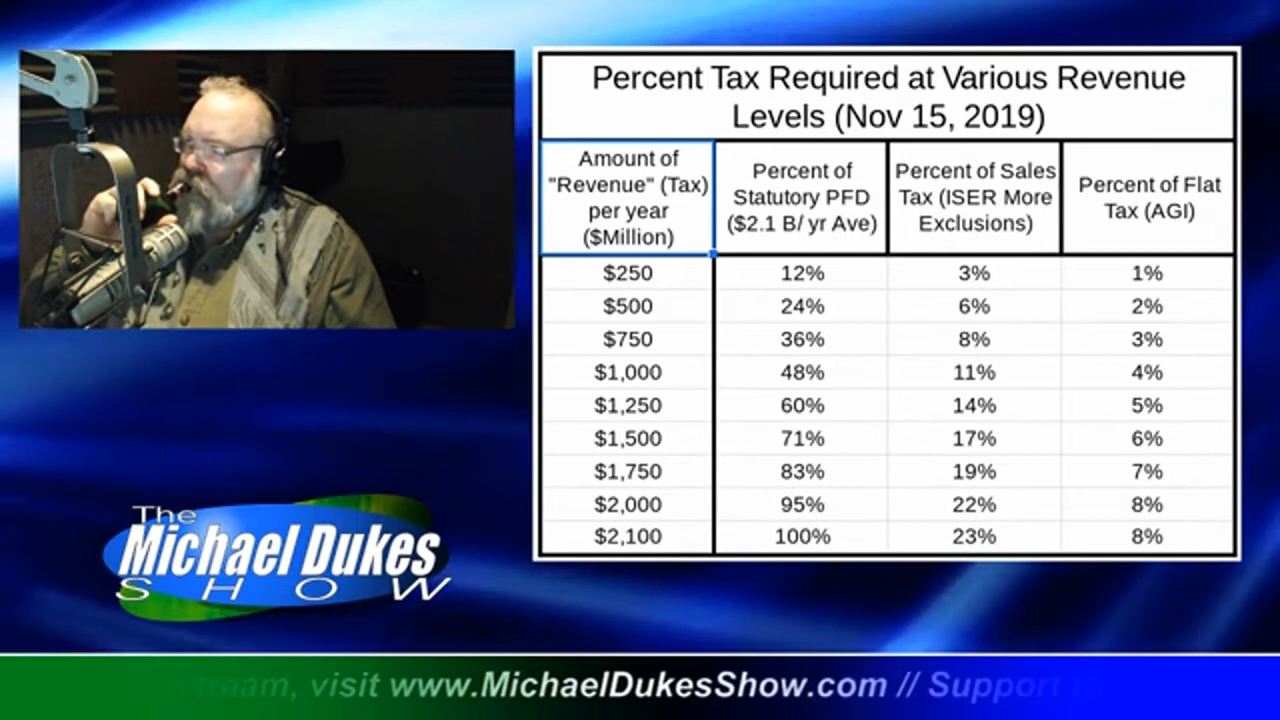 Percent Tax Required at Various Revenue
Levels (Nov 15, 2019)
Amount of
"Revenue" (Tax)
per year
($Million)
Percent of
Statutory PFD
($2.1 B/ yr Ave)
Percent of Sales
Tax (ISER More
Exclusions)
Percent of Flat
Tax (AGI)
$250 12% 3% 1%
$500 24% 6% 2%
$750 36% 8% 3%
$1,000 48% 11% 4%
$1,250 60% 14% 5%
$1,500 71% 17% 6%
$1,750 83% 19% 7%
$2,000 95% 22% 8%
$2,100 100% 23% 8%
The
Michael Dukes
SHOW
visit www.MichaelDukesShow.com // Support